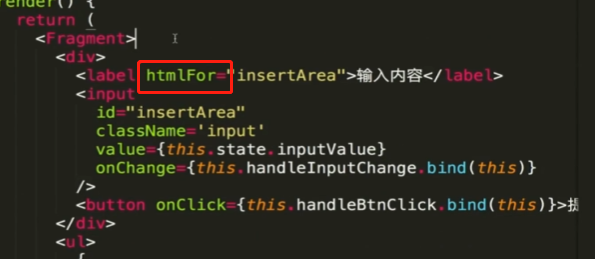 render() {
return (
<Fragment>
<div>
<label htmlFor="insertArea">输入内容</label>
<input
id="insertArea"
className='input'
value={this.state.inputValue}
onChange={this.handleInputChange.bind(this)}
/>
<button onClick={this.handleBtnClick.bind(this)}>提
</div>
<ul>
{